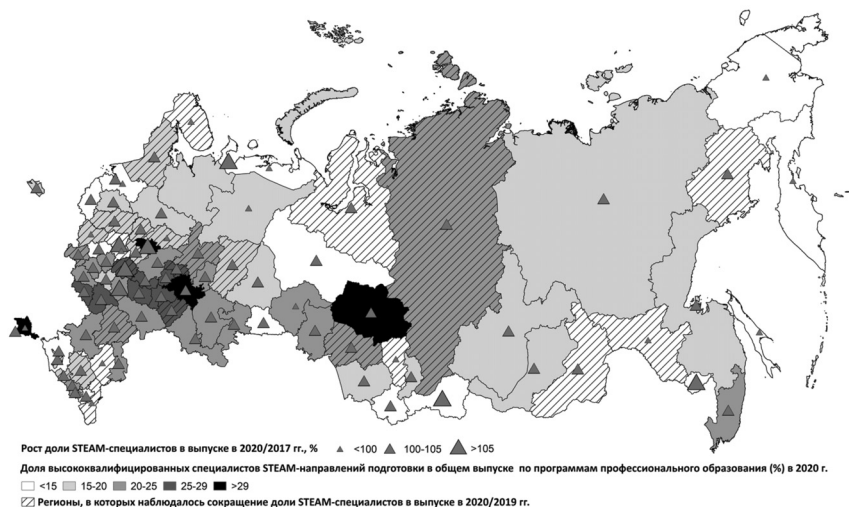 Рост доли STEAM-специалистов в выпуске в 2020/2017 гг., % <100 100-105 >105
Доля высококвалифицированных специалистов STEAM-направлений подготовки в общем выпуске по программам профессионального образования (%) в 2020 г.
<15 15-20 20-25 25-29 >29
Регионы, в которых наблюдалось сокращение доли STEAM-специалистов в выпуске в 2020/2019 гг.